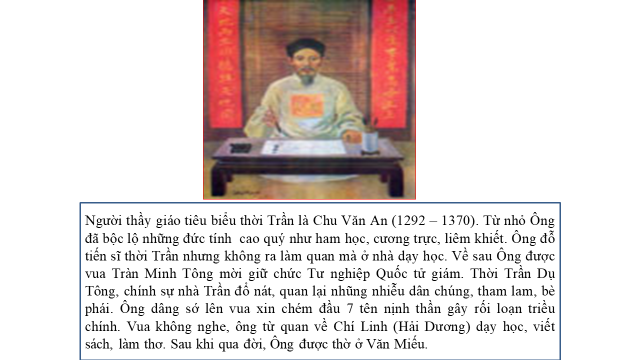 Người thầy giáo tiêu biểu thời Trần là Chu Văn An (1292 – 1370). Từ nhỏ Ông
đã bộc lộ những đức tính cao quý như ham học, cương trực, liêm khiết. Ông đỗ
tiến sĩ thời Trần nhưng không ra làm quan mà ở nhà dạy học. Về sau Ông được
vua Tràn Minh Tông mời giữ chức Tư nghiệp Quốc tử giám. Thời Trần Dụ
Tông, chính sự nhà Trần đổ nát, quan lại nhũng nhiễu dân chúng, tham lam, bè
phái. Ông dâng sớ lên vua xin chém đầu 7 tên nịnh thần gây rối loạn triều
chính. Vua không nghe, ông từ quan về Chí Linh (Hải Dương) dạy học, viết
sách, làm thơ. Sau khi qua đời, Ông được thờ ở Văn Miếu.